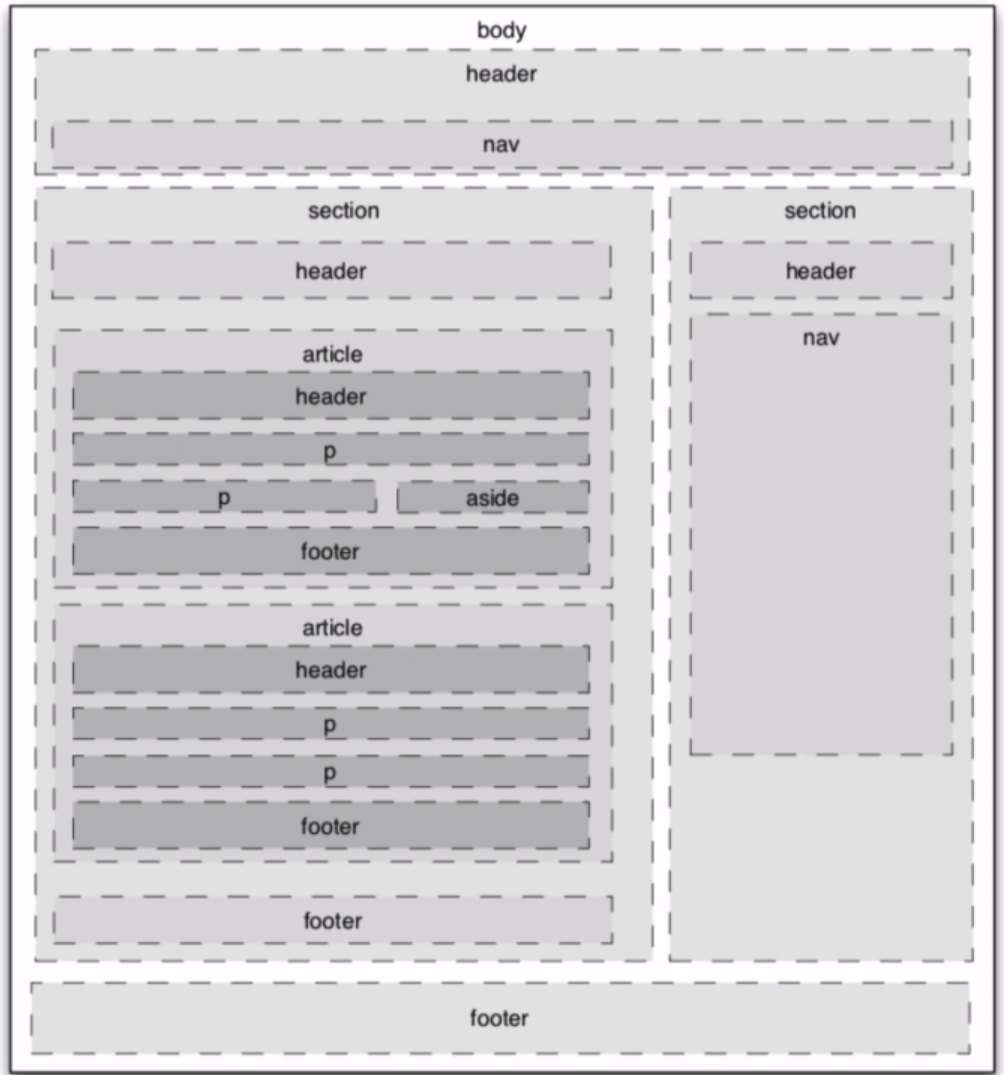 body
header
nav
section
header
article
header
p
p
aside
footer
article
header
p
p
footer
footer
section
header
nav
footer